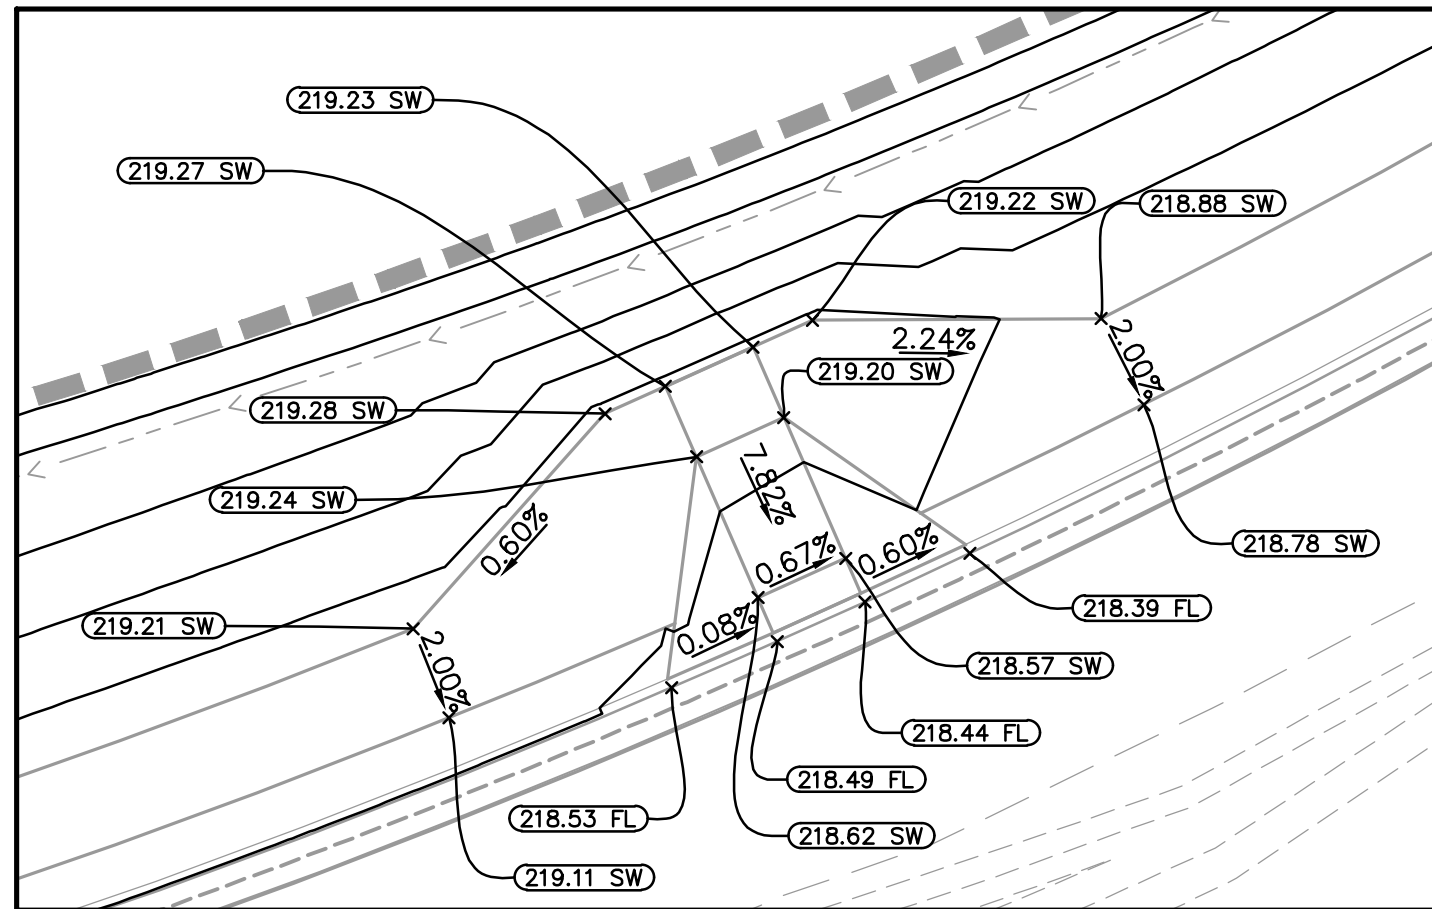 219.23 SW
219.27 SW
219.22 SW
218.88 SW
2.24%
2.00%
219.20 SW
219.28 SW
7.82%
219.24 SW
0.60%
0.67%
0.60%
218.78 SW
218.39 FL
219.21 SW
0.08%
2.00%
218.57 SW
218.44 FL
218.49 FL
218.53 FL
218.62 SW
219.11 SW